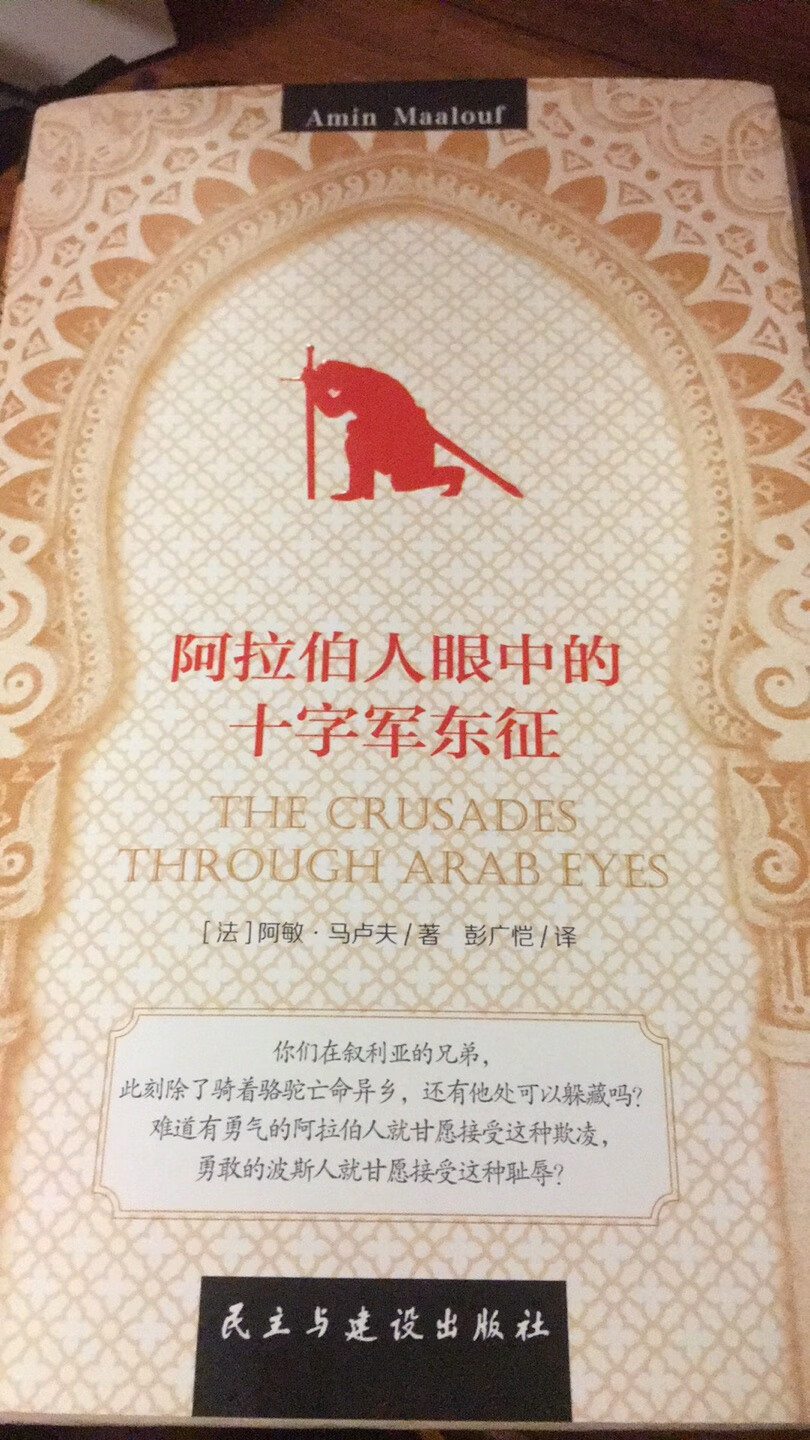 Amin Maalouf
阿拉伯人眼中的
十字军东征
THE CRUSADES
THROUGH ARAB EYES
[法]阿敏·马卢夫/著 彭广恺/译
你们在叙利亚的兄弟，
此刻除了骑着骆驼亡命异乡，还有他处可以躲藏吗？
难道有勇气的阿拉伯人就甘愿接受这种欺凌，
勇敢的波斯人就甘愿接受这种耻辱？
民主与建设出版社